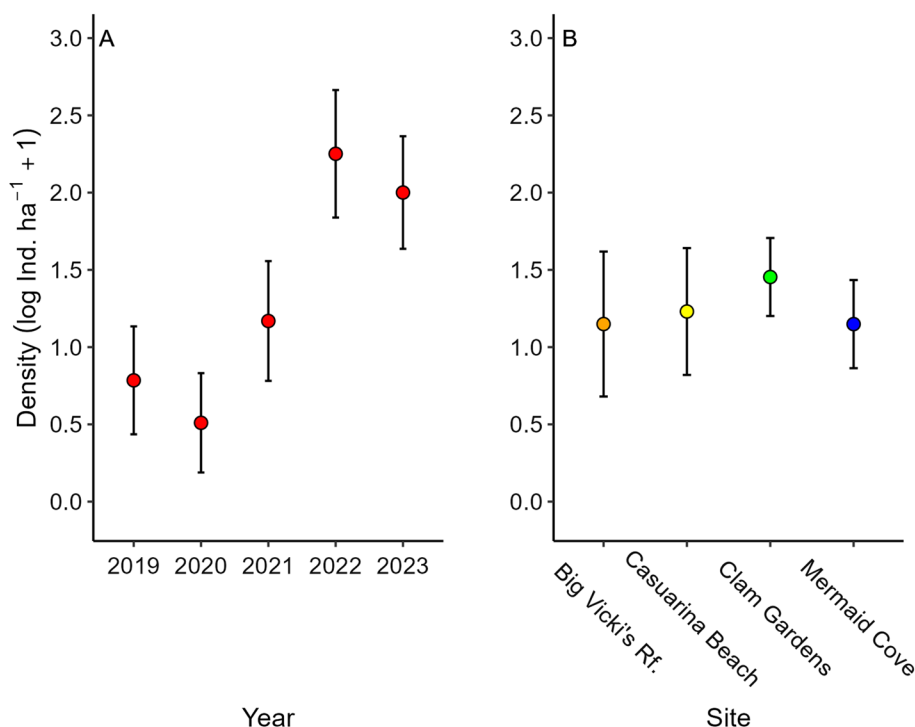 A
3.0
2.5
2.0
1.5
1.0
0.5
0.0
Density (log Ind. ha⁻¹ + 1)
2019 2020 2021 2022 2023
Year
B
3.0
2.5
2.0
1.5
1.0
0.5
0.0
Big Vicki's Rf.
Casuarina Beach
Clam Gardens
Mermaid Cove
Site